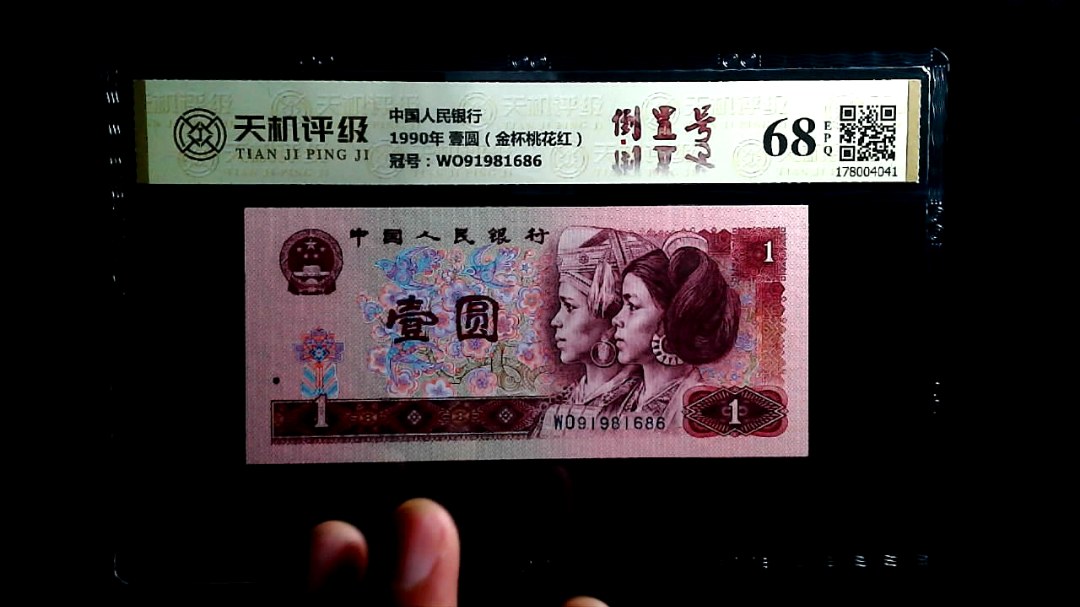 天机评级
TIAN JI PING JI
中国人民银行
1990年 壹圆（金杯桃花红）
冠号：WO91981686
倒置号
68
EPQ
178004041
中国人民银行
1
壹圆
1
WO91981686
1